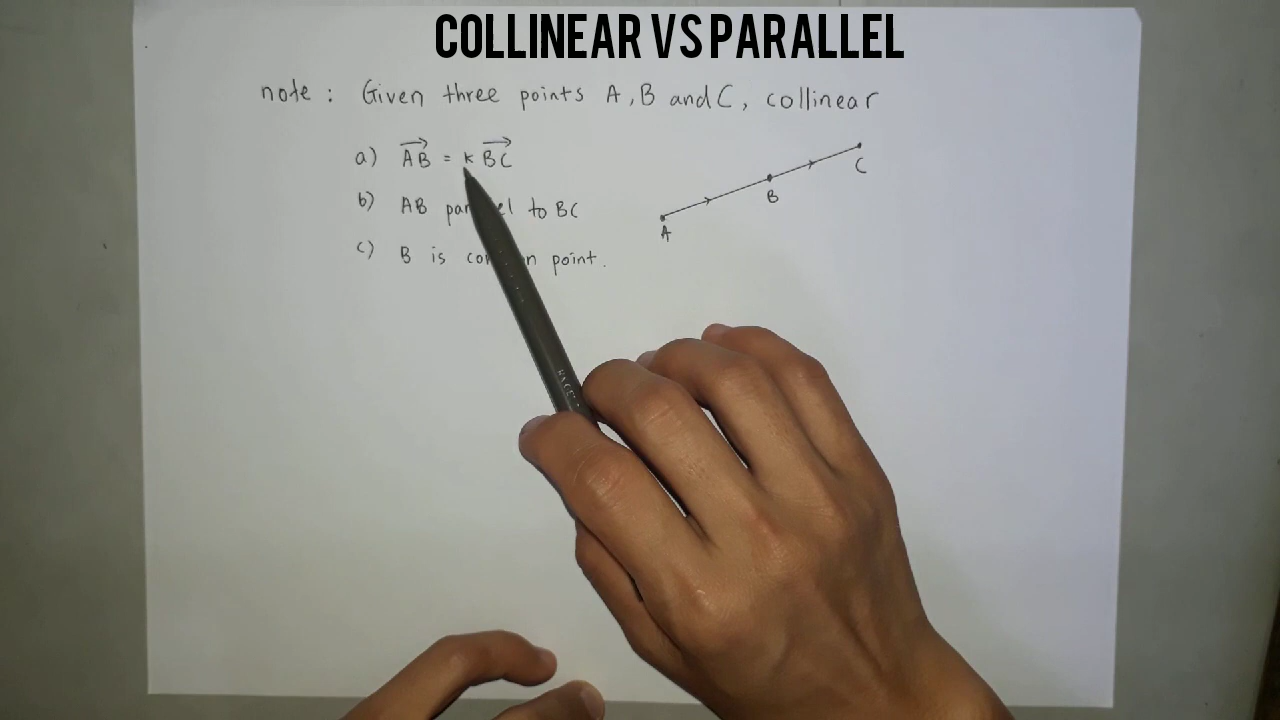 COLLINEAR VS PARALLEL
note : Given three points A, B and C, collinear
a) AB = k BC
b) AB to BC
c) B is point.
A
B
C